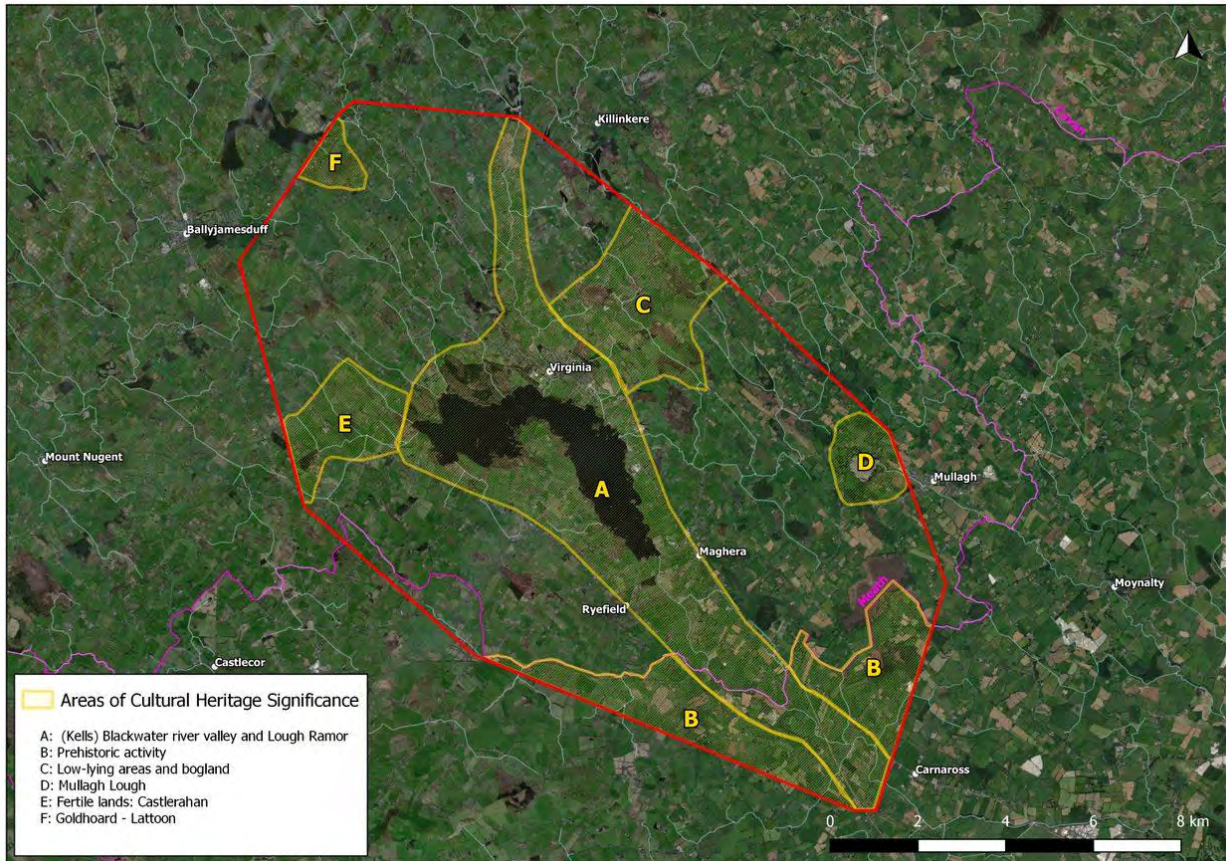 Killinkere
Cavan
F
Ballyjamesduff
C
Virginia
E
Mount Nugent
D
Mullagh
A
Maghera
Meath
Moynalty
Ryefield
Castlecor
B
B
Carnaross
Areas of Cultural Heritage Significance
A: (Kells) Blackwater river valley and Lough Ramor
B: Prehistoric activity
C: Low-lying areas and bogland
D: Mullagh Lough
E: Fertile lands: Castlerahan
F: Goldhoard - Lattoon
0 2 4 6 8 km